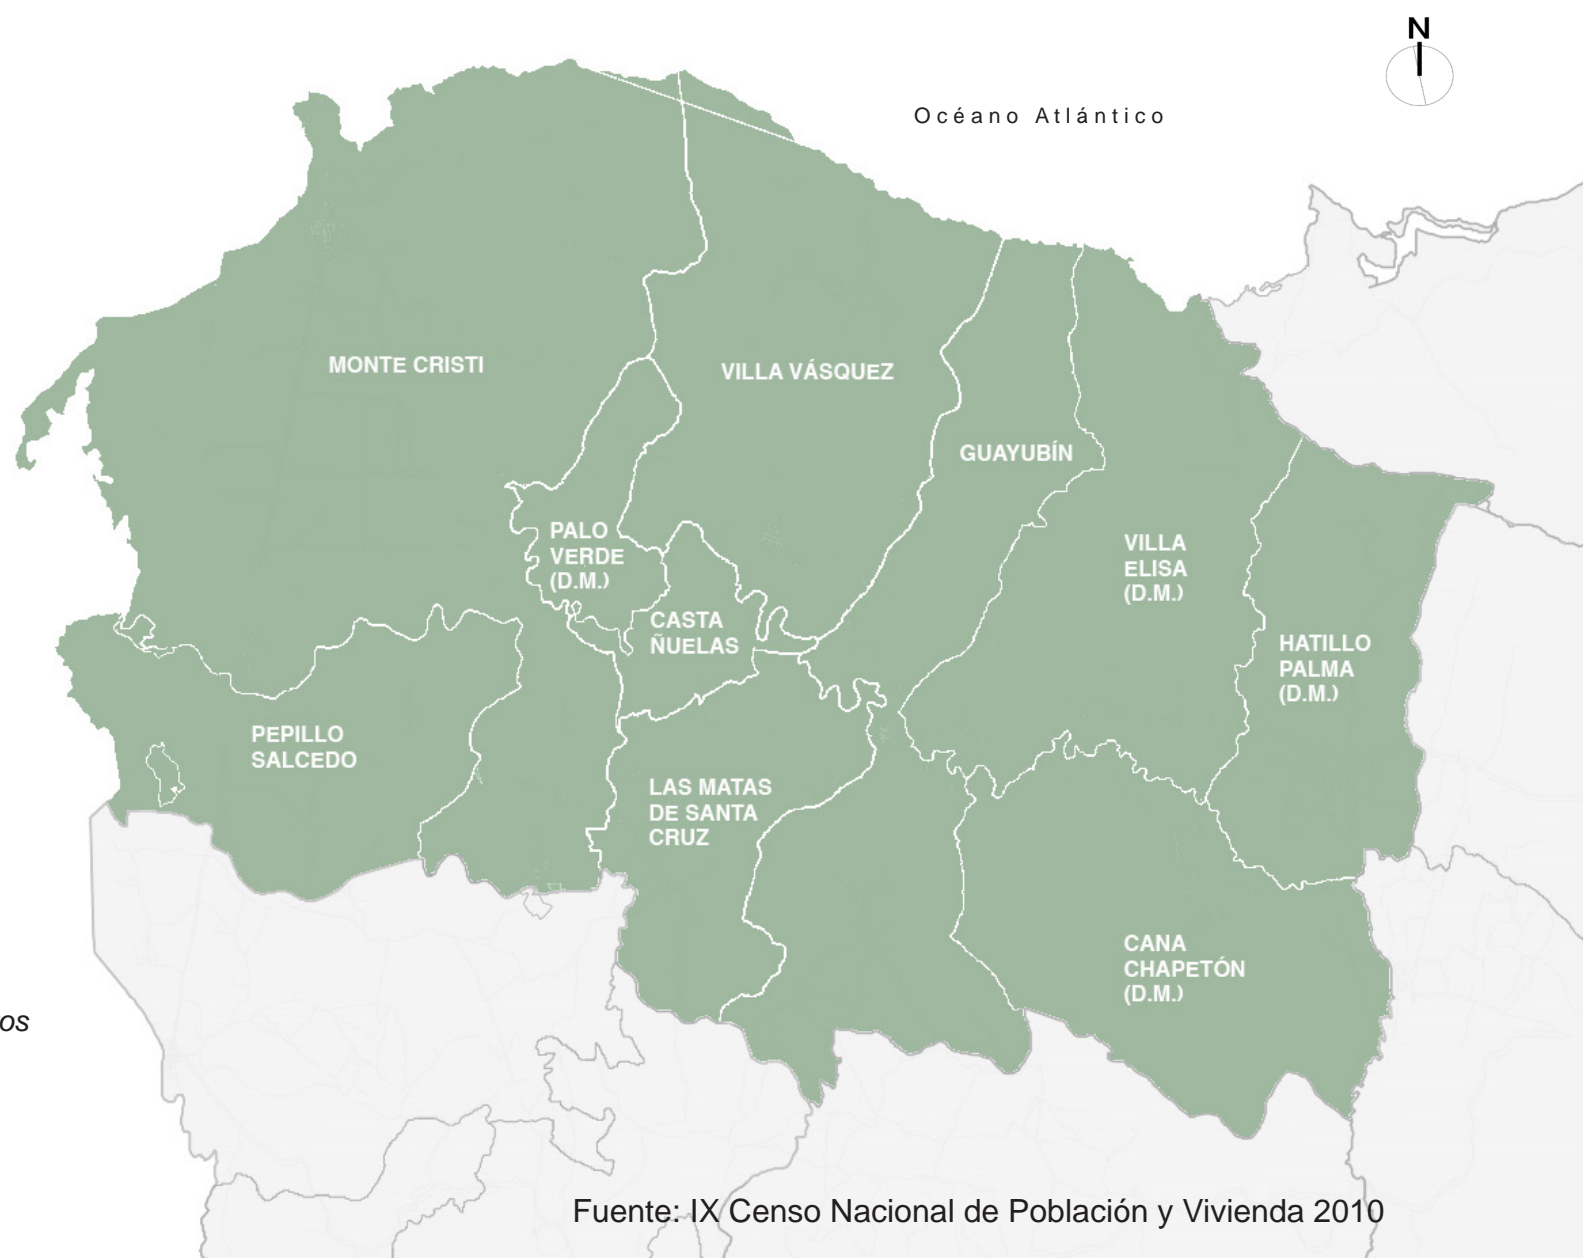 N
Océano Atlántico
MONTE CRISTI
VILLA VÁSQUEZ
GUAYUBÍN
PALO
VERDE
(D.M.)
VILLA
ELISA
(D.M.)
CASTA
ÑUELAS
HATILLO
PALMA
(D.M.)
PEPILLO
SALCEDO
LAS MATAS
DE SANTA
CRUZ
CANA
CHAPETÓN
(D.M.)
os
Fuente: IX Censo Nacional de Población y Vivienda 2010